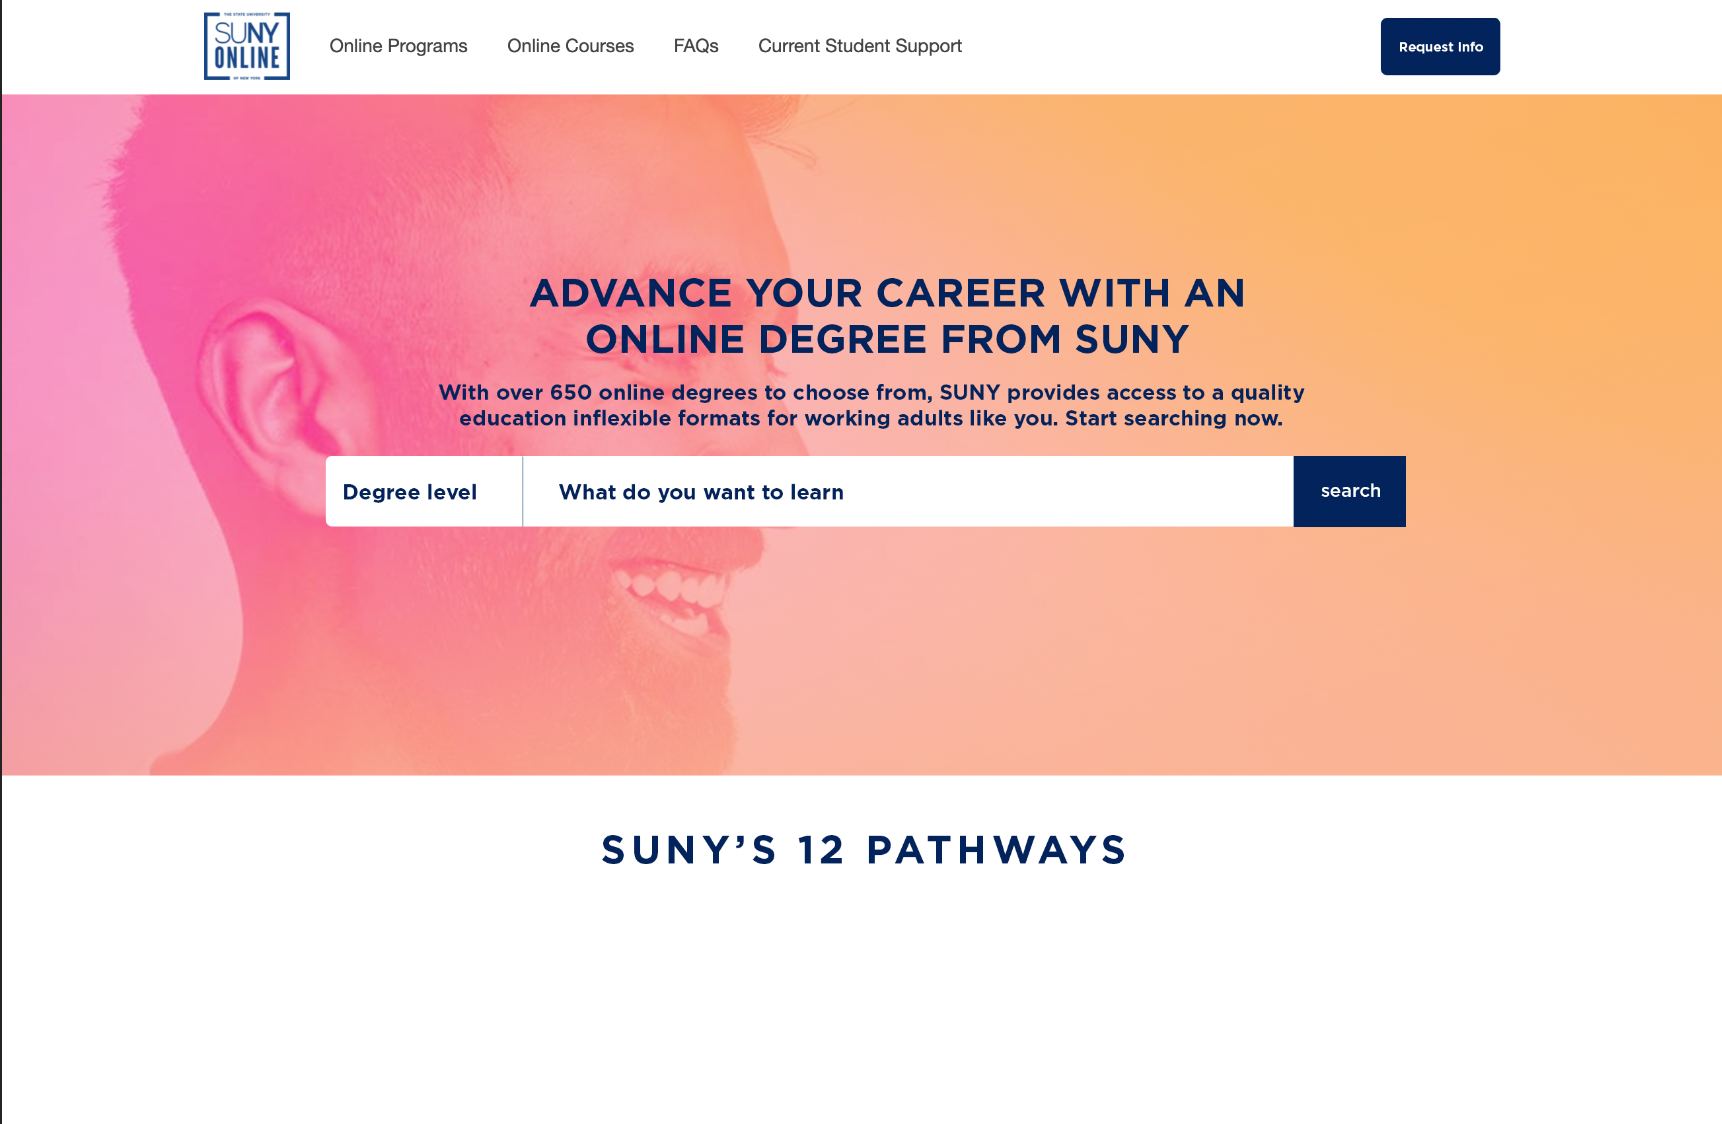 THE STATE UNIVERSITY
SUNY
ONLINE
OF NEW YORK
Online Programs
Online Courses
FAQs
Current Student Support
Request Info
ADVANCE YOUR CAREER WITH AN
ONLINE DEGREE FROM SUNY
With over 650 online degrees to choose from, SUNY provides access to a quality
education inflexible formats for working adults like you. Start searching now.
Degree level
What do you want to learn
search
SUNY’S 12 PATHWAYS